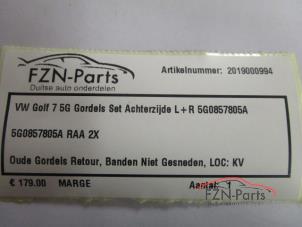 FZN-Parts
Duitse auto onderdelen
Artikelnummer: 2019000994
VW Golf 7 5G Gordels Set Achterzijde L+R 5G0857805A
5G0857805A RAA 2X
Oude Gordels Retour, Banden Niet Gesneden, LOC: KV
€ 179.00 MARGE
Aantal: 1
FZN-Parts